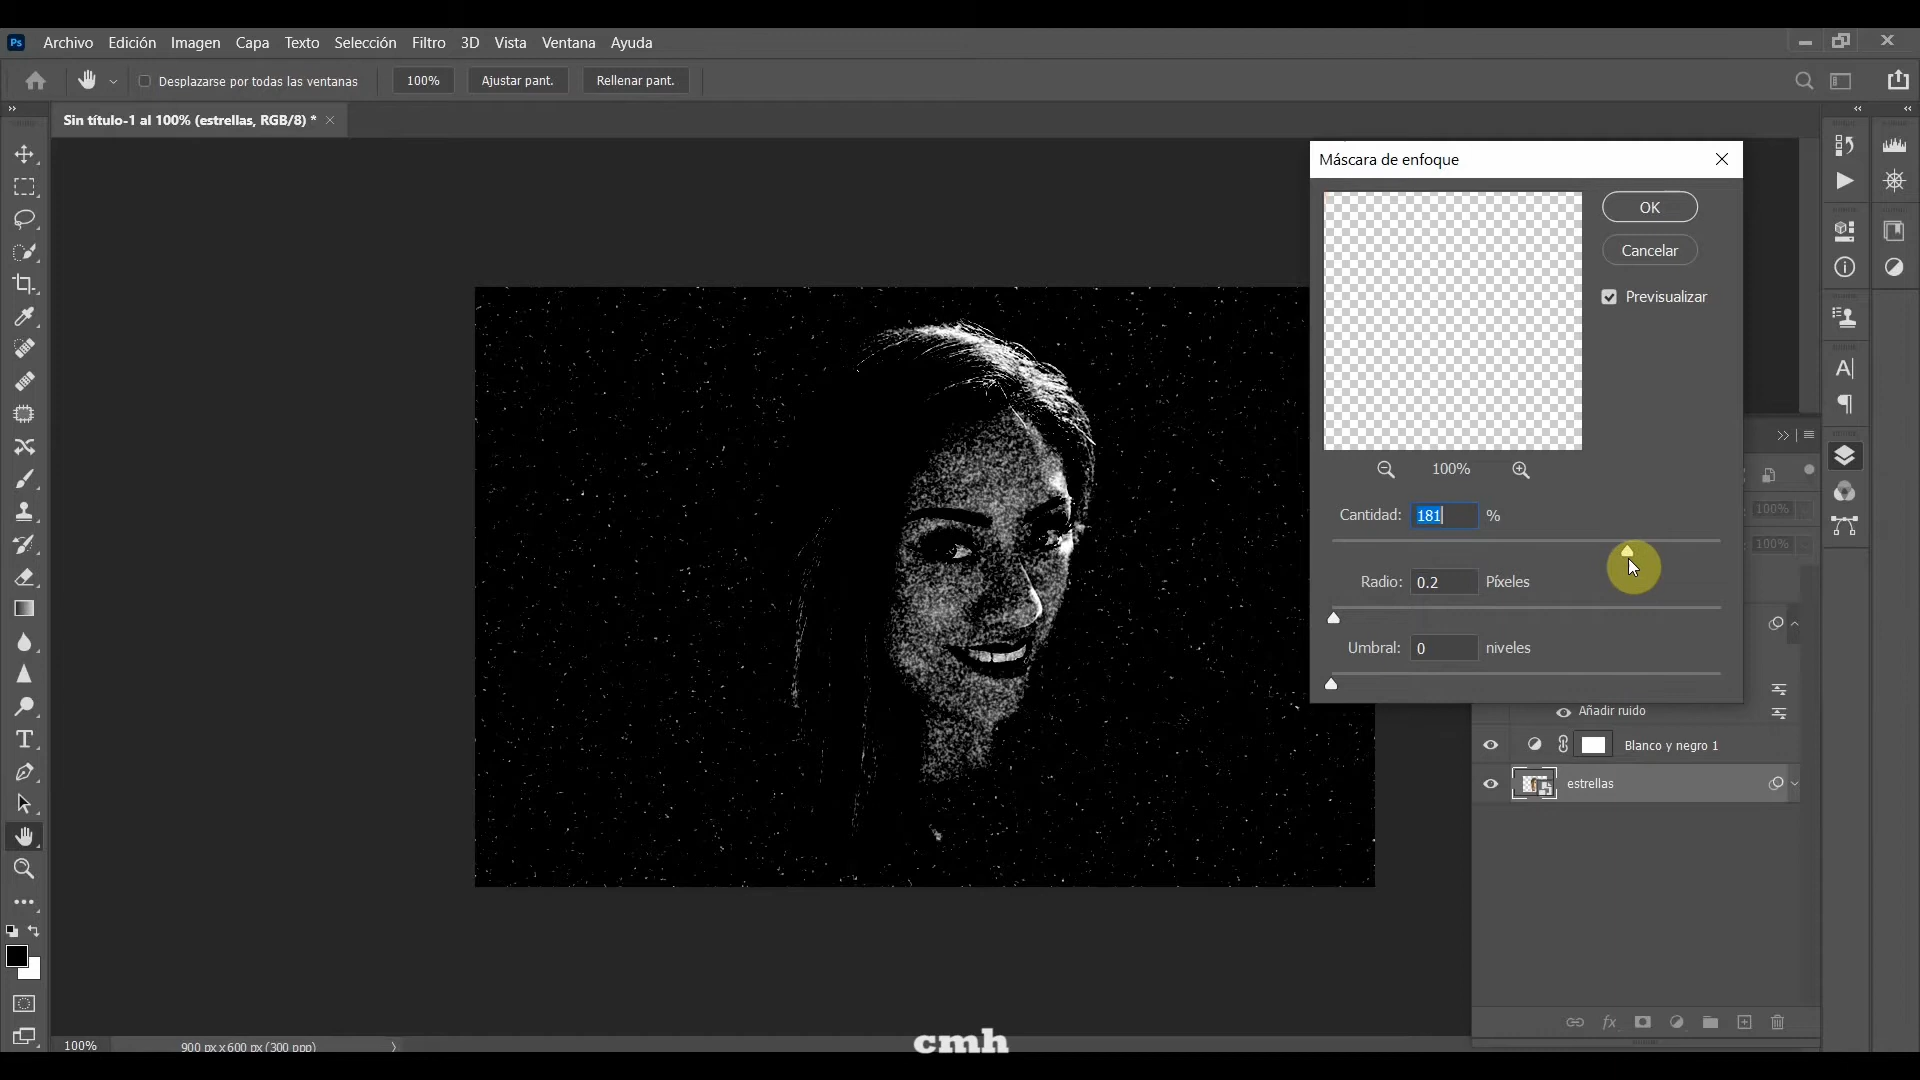 Ps Archivo Edición Imagen Capa Texto Selección Filtro 3D Vista Ventana Ayuda
Desplazarse por todas las ventanas 100% Ajustar pant. Rellenar pant.
Sin título-1 al 100% (estrellas, RGB/8) *
Máscara de enfoque
OK
Cancelar
Previsualizar
100%
Cantidad: 181 %
Radio: 0.2 Píxeles
Umbral: 0 niveles
100%
100%
Añadir ruido
Blanco y negro 1
estrellas
fx
100% 900 px x 600 px (300 ppp)
cmh